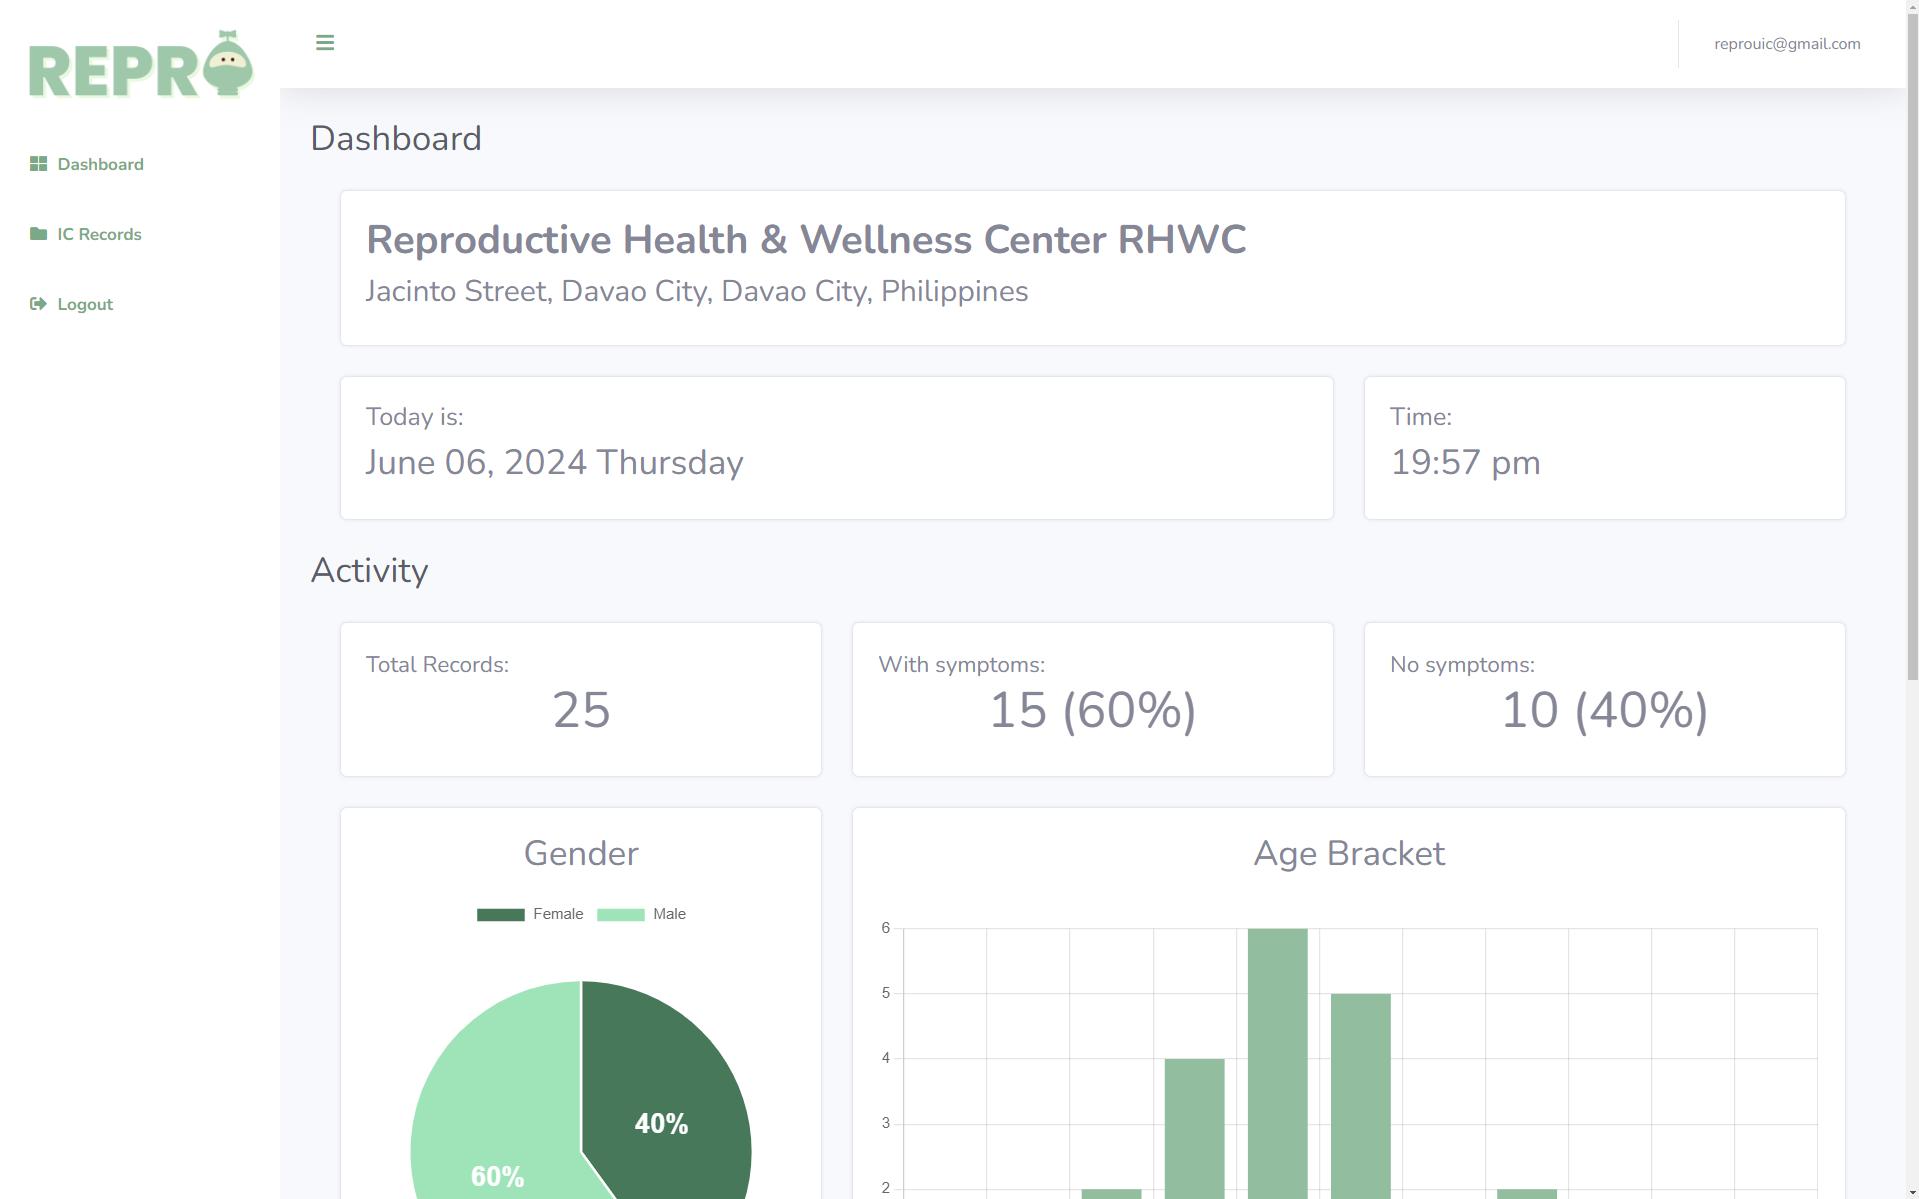 REPRO
reprouic@gmail.com
Dashboard
IC Records
Logout
Dashboard
Reproductive Health & Wellness Center RHWC
Jacinto Street, Davao City, Davao City, Philippines
Today is:
June 06, 2024 Thursday
Time:
19:57 pm
Activity
Total Records:
25
With symptoms:
15 (60%)
No symptoms:
10 (40%)
Gender
Female Male
40%
60%
Age Bracket
6
5
4
3
2